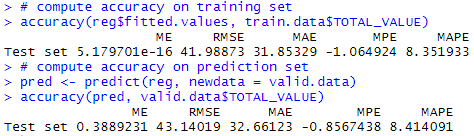 > # compute accuracy on training set
> accuracy(reg$fitted.values, train.data$TOTAL_VALUE)
ME RMSE MAE MPE MAPE
Test set 5.179701e-16 41.98873 31.85329 -1.064924 8.351933
> # compute accuracy on prediction set
> pred <- predict(reg, newdata = valid.data)
> accuracy(pred, valid.data$TOTAL_VALUE)
ME RMSE MAE MPE MAPE
Test set 0.3889231 43.14019 32.66123 -0.8567438 8.414091